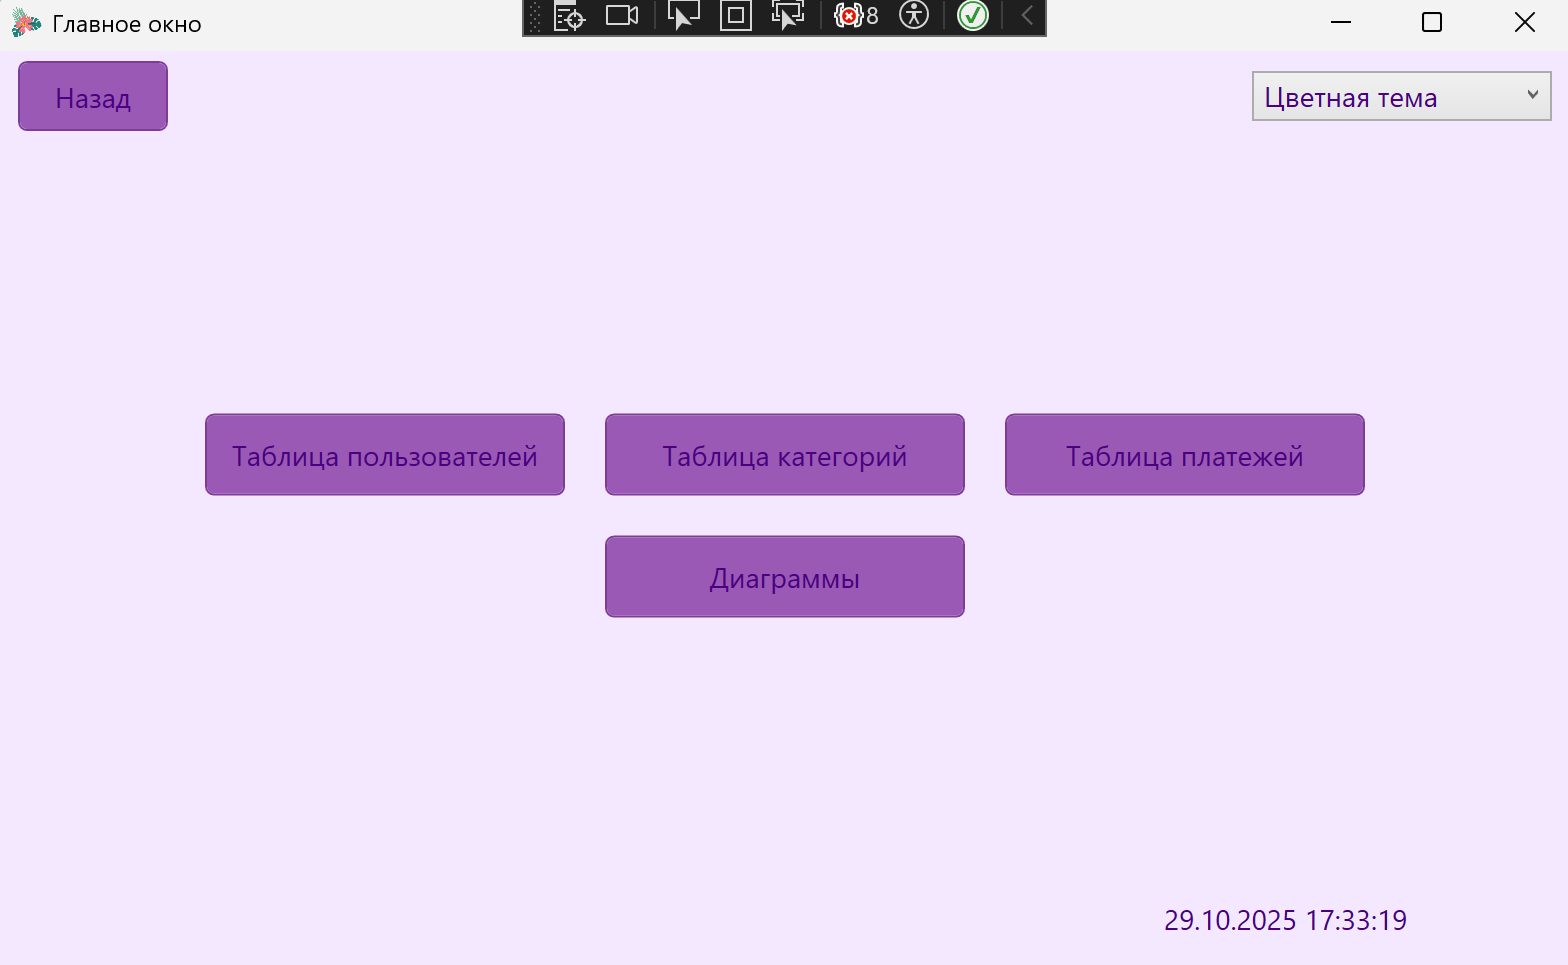 Главное окно
8
Назад
Цветная тема
Таблица пользователей
Таблица категорий
Таблица платежей
Диаграммы
29.10.2025 17:33:19